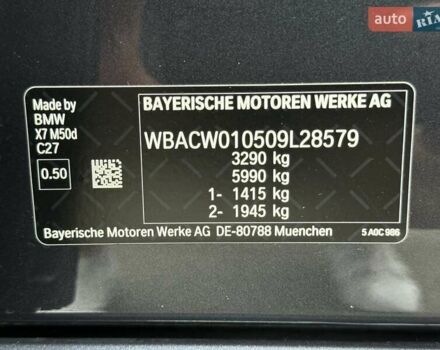 auto RIA
Made by
BMW
X7 M50d
C27
0.50
BAYERISCHE MOTOREN WERKE AG
WBACW010509L28579
3290 kg
5990 kg
1- 1415 kg
2- 1945 kg
Bayerische Motoren Werke AG DE-80788 Muenchen
5 A0C 986